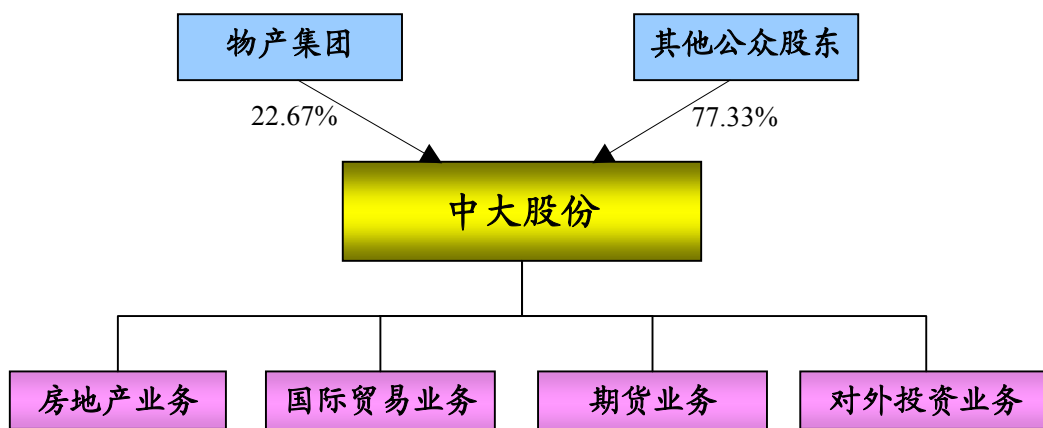 物产集团
其他公众股东
22.67%
77.33%
中大股份
房地产业务
国际贸易业务
期货业务
对外投资业务